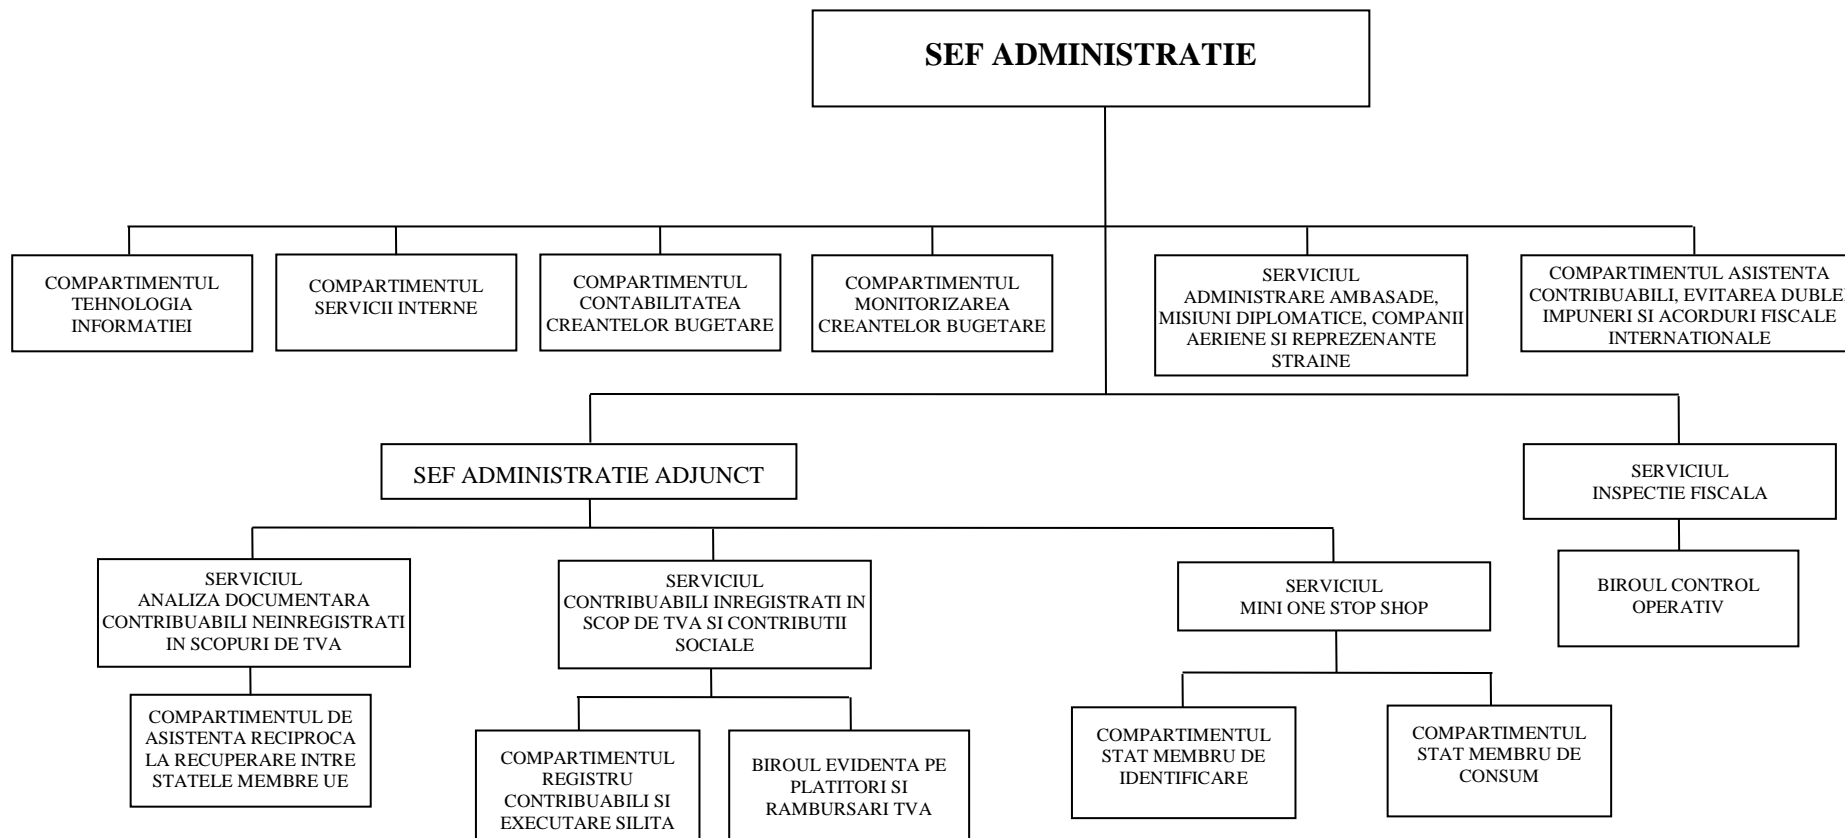 SEF ADMINISTRATIE
COMPARTIMENTUL
TEHNOLOGIA
INFORMATIEI
COMPARTIMENTUL
SERVICII INTERNE
COMPARTIMENTUL
CONTABILITATEA
CREANTELOR BUGETARE
COMPARTIMENTUL
MONITORIZAREA
CREANTELOR BUGETARE
SERVICIUL
ADMINISTRARE AMBASADE,
MISIUNI DIPLOMATICE, COMPANII
AERIENE SI REPREZENANTE
STRAINE
COMPARTIMENTUL ASISTENTA
CONTRIBUABILI, EVITAREA DUBLEI
IMPUNERI SI ACORDURI FISCALE
INTERNATIONALE
SEF ADMINISTRATIE ADJUNCT
SERVICIUL
INSPECTIE FISCALA
SERVICIUL
ANALIZA DOCUMENTARA
CONTRIBUABILI NEINREGISTRATI
IN SCOPURI DE TVA
SERVICIUL
CONTRIBUABILI INREGISTRATI IN
SCOP DE TVA SI CONTRIBUTII
SOCIALE
SERVICIUL
MINI ONE STOP SHOP
BIROUL CONTROL
OPERATIV
COMPARTIMENTUL DE
ASISTENTA RECIPROCA
LA RECUPERARE INTRE
STATELE MEMBRE UE
COMPARTIMENTUL
REGISTRU
CONTRIBUABILI SI
EXECUTARE SILITA
BIROUL EVIDENTA PE
PLATITORI SI
RAMBURSARI TVA
COMPARTIMENTUL
STAT MEMBRU DE
IDENTIFICARE
COMPARTIMENTUL
STAT MEMBRU DE
CONSUM